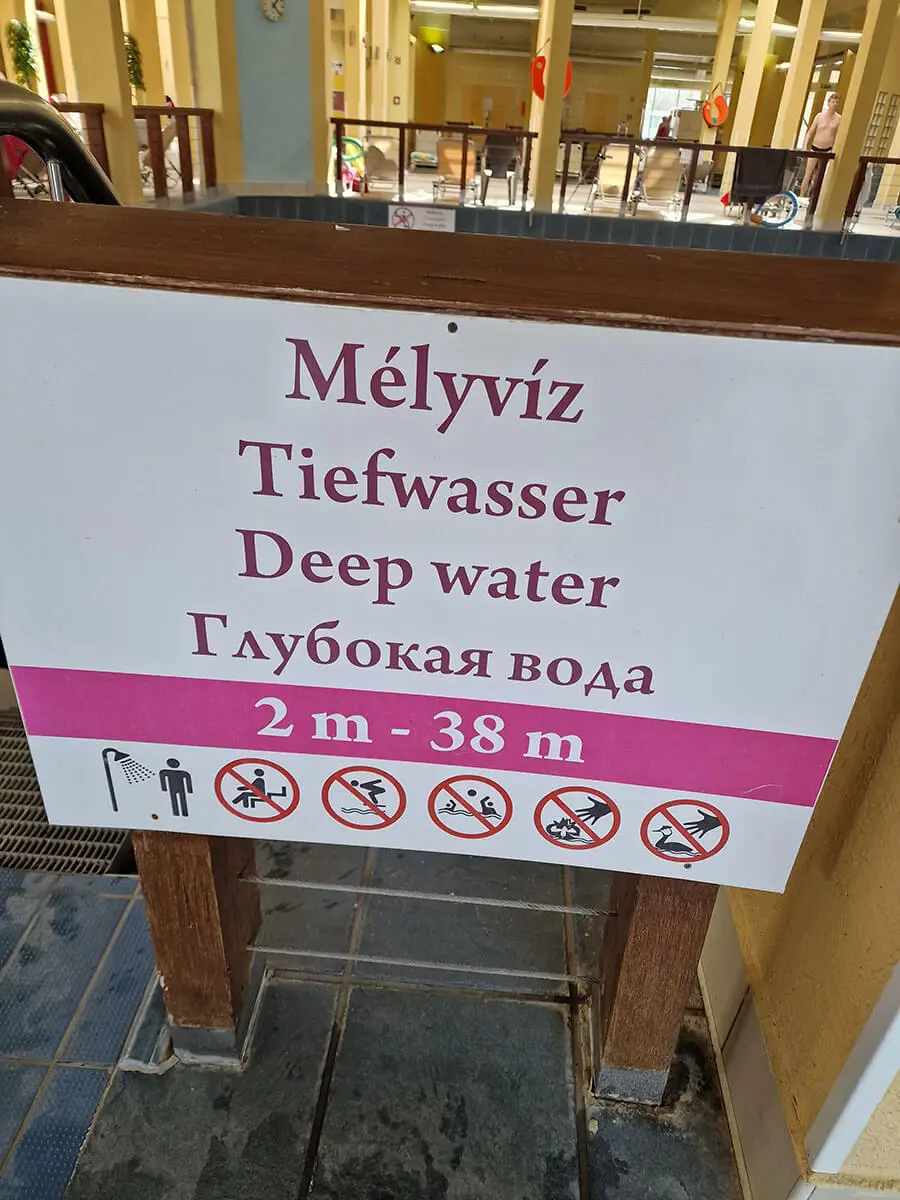 Mélyvíz
Tiefwasser
Deep water
Глубокая вода
2 m - 38 m